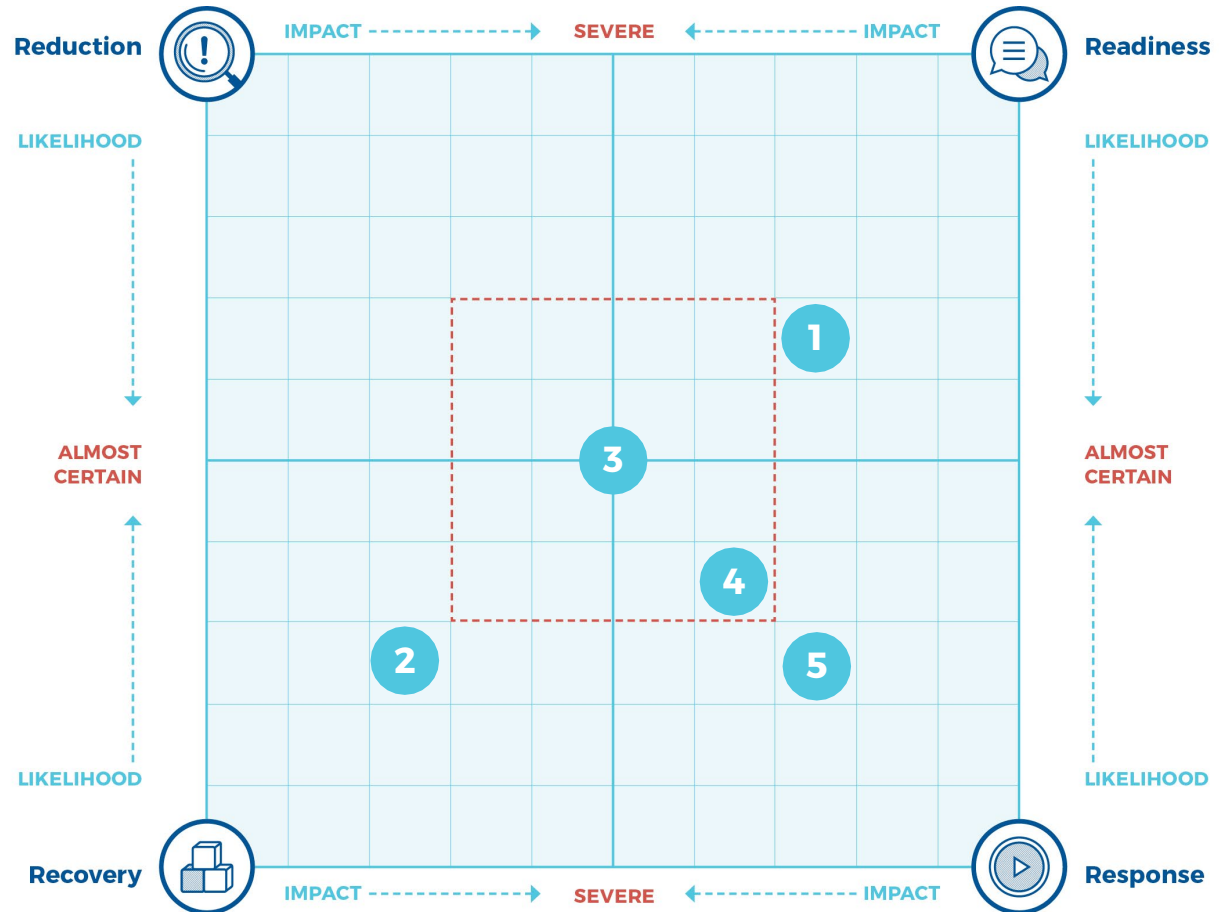 Reduction
IMPACT
SEVERE
IMPACT
Readiness
LIKELIHOOD
LIKELIHOOD
1
ALMOST
CERTAIN
3
ALMOST
CERTAIN
4
2
5
LIKELIHOOD
LIKELIHOOD
Recovery
IMPACT
SEVERE
IMPACT
Response